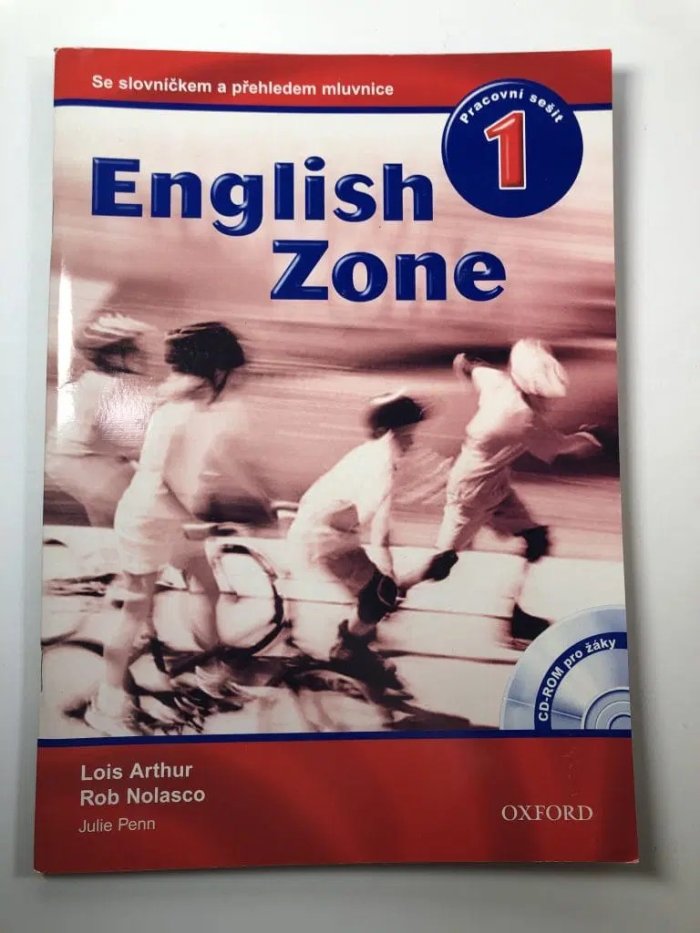 Se slovníčkem a přehledem mluvnice
Pracovní sešit
1
English
Zone
CD-ROM pro žáky
Lois Arthur
Rob Nolasco
Julie Penn
OXFORD